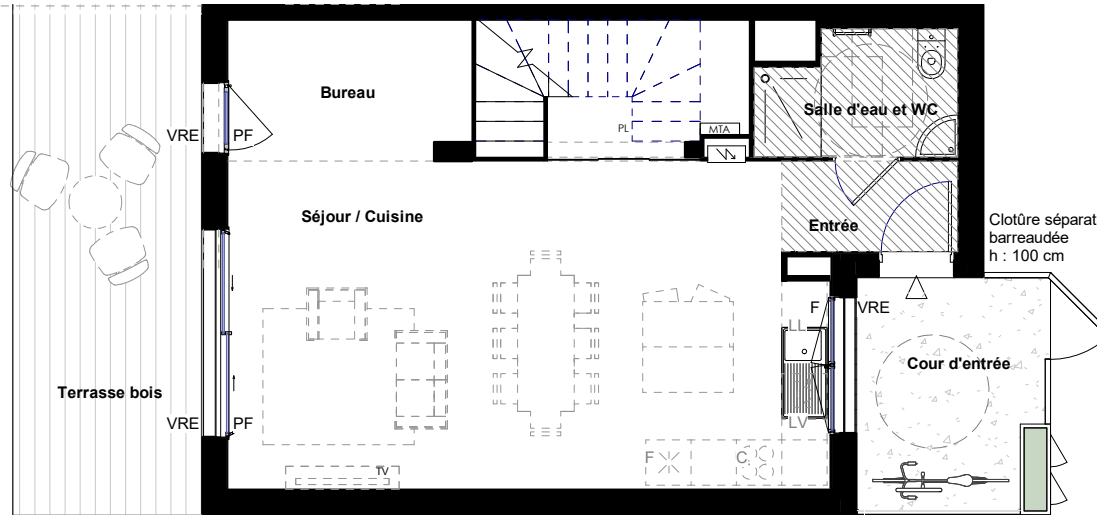 Bureau
PL
MTA
Salle d'eau et WC
VRE PF
Séjour / Cuisine
Entrée
Clotûre séparat
barreaudée
h : 100 cm
F VRE
LL
Terrasse bois
Cour d'entrée
VRE PF
LV
F
C
TV